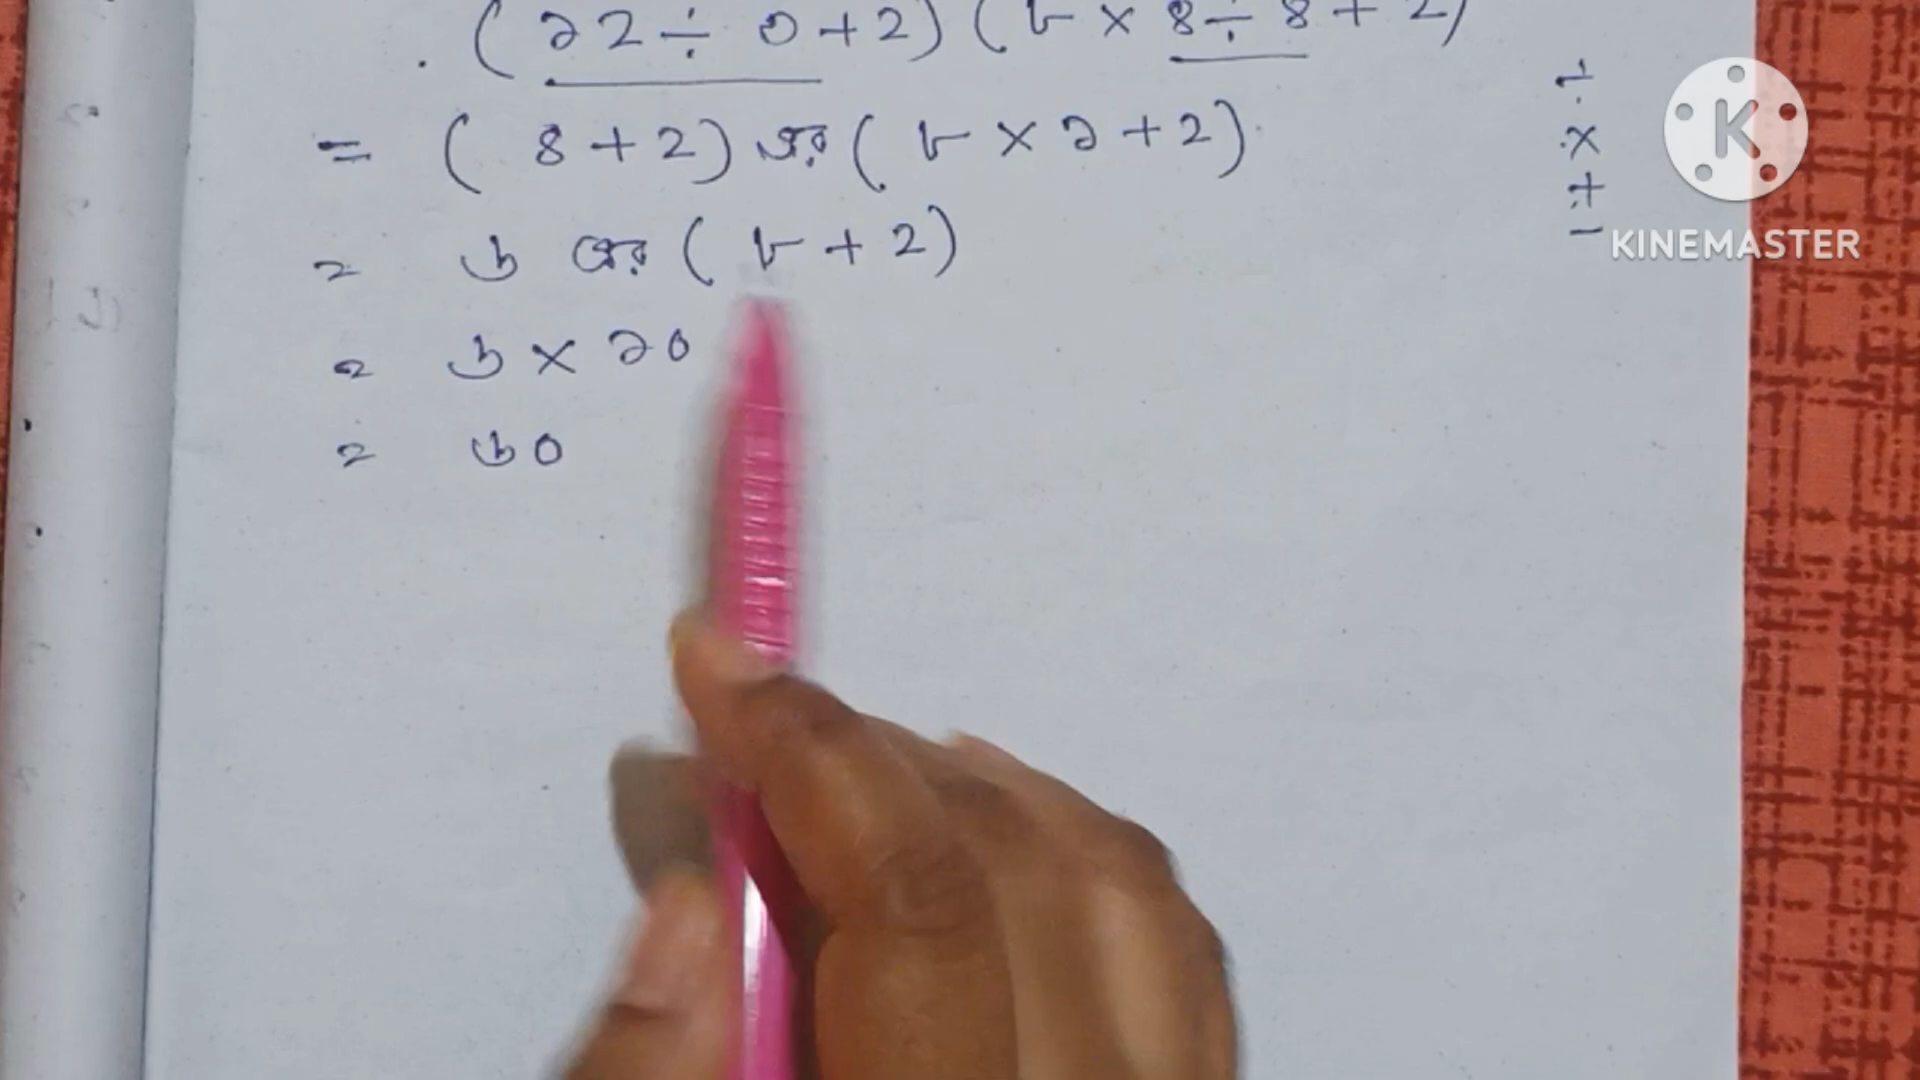 (১২ ÷ ৩ + ২) (৮ × ৪ ÷ ৪ + ২)
= (৪ + ২) এর (৮ × ১ + ২)
= ৬ এর (৮ + ২)
= ৬ × ১০
= ৬০
÷
×
+
-
KINEMASTER